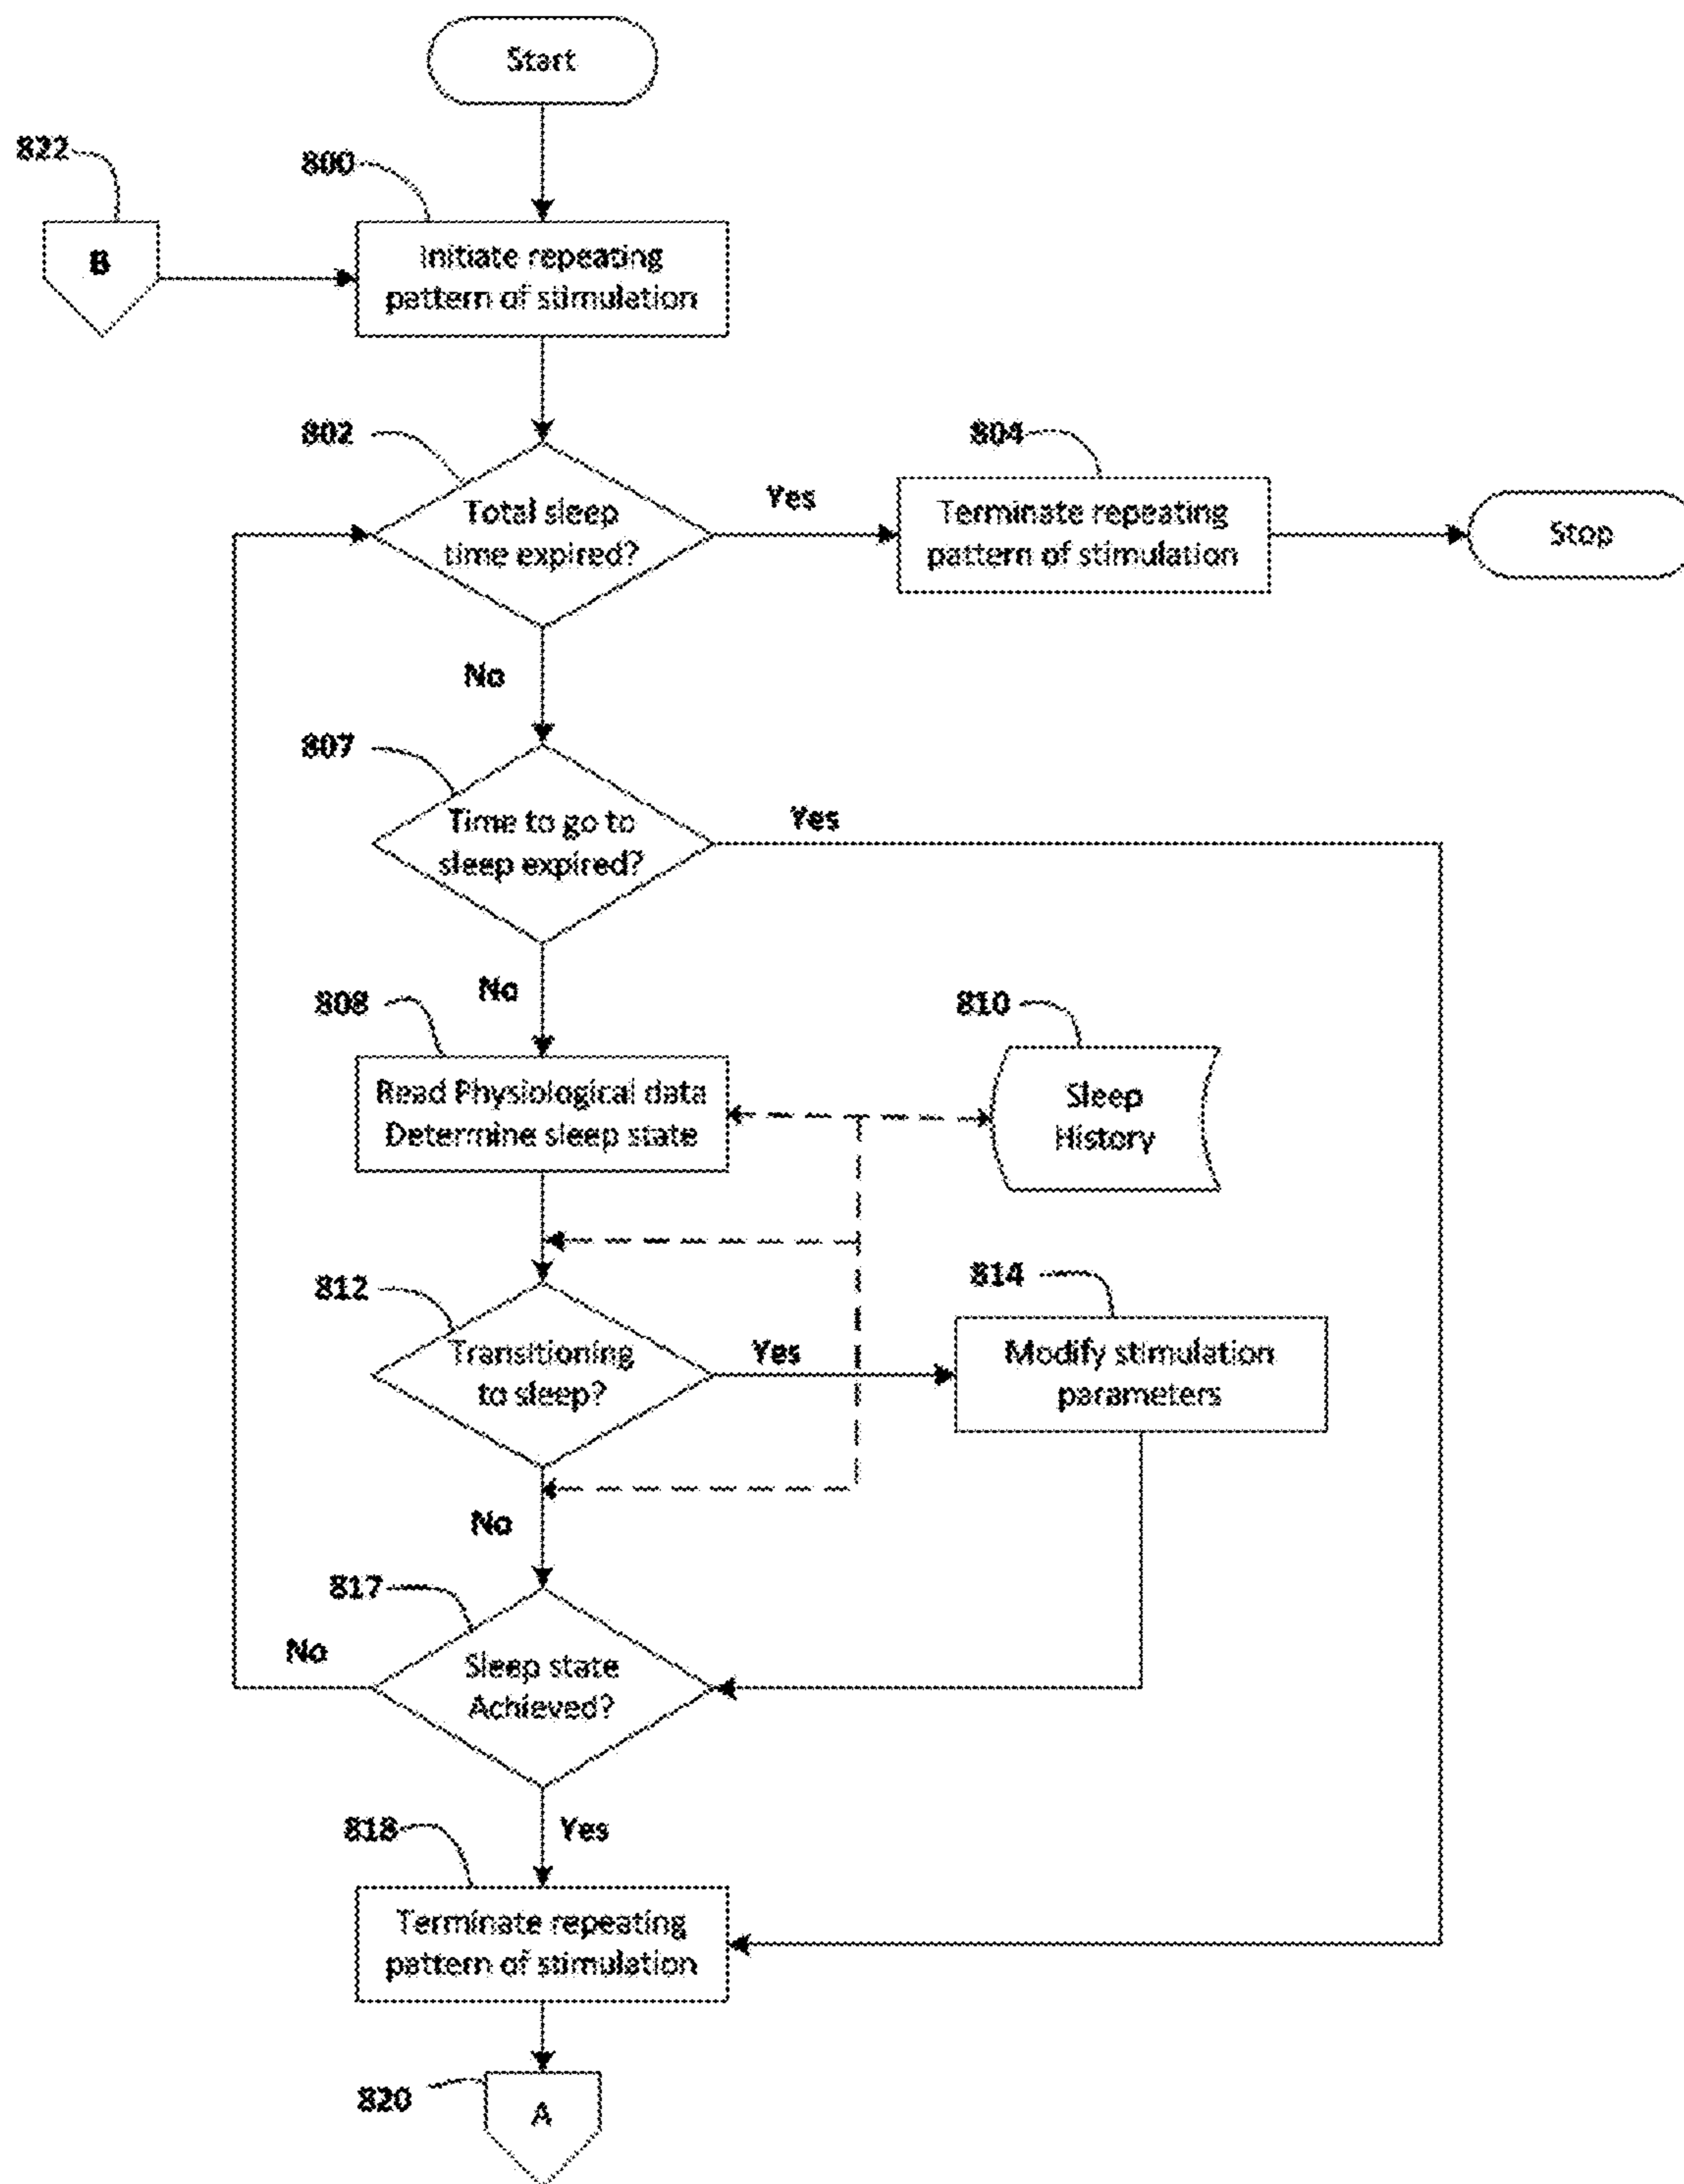 Start
822
800
B
Initiate repeating
pattern of stimulation
802
804
Total sleep
time expired?
Yes
Terminate repeating
pattern of stimulation
Stop
No
807
Time to go to
sleep expired?
Yes
No
808
810
Read Physiological data
Determine sleep state
Sleep
History
812
814
Transitioning
to sleep?
Yes
Modify stimulation
parameters
No
817
No
Sleep state
Achieved?
818
Yes
Terminate repeating
pattern of stimulation
820
A